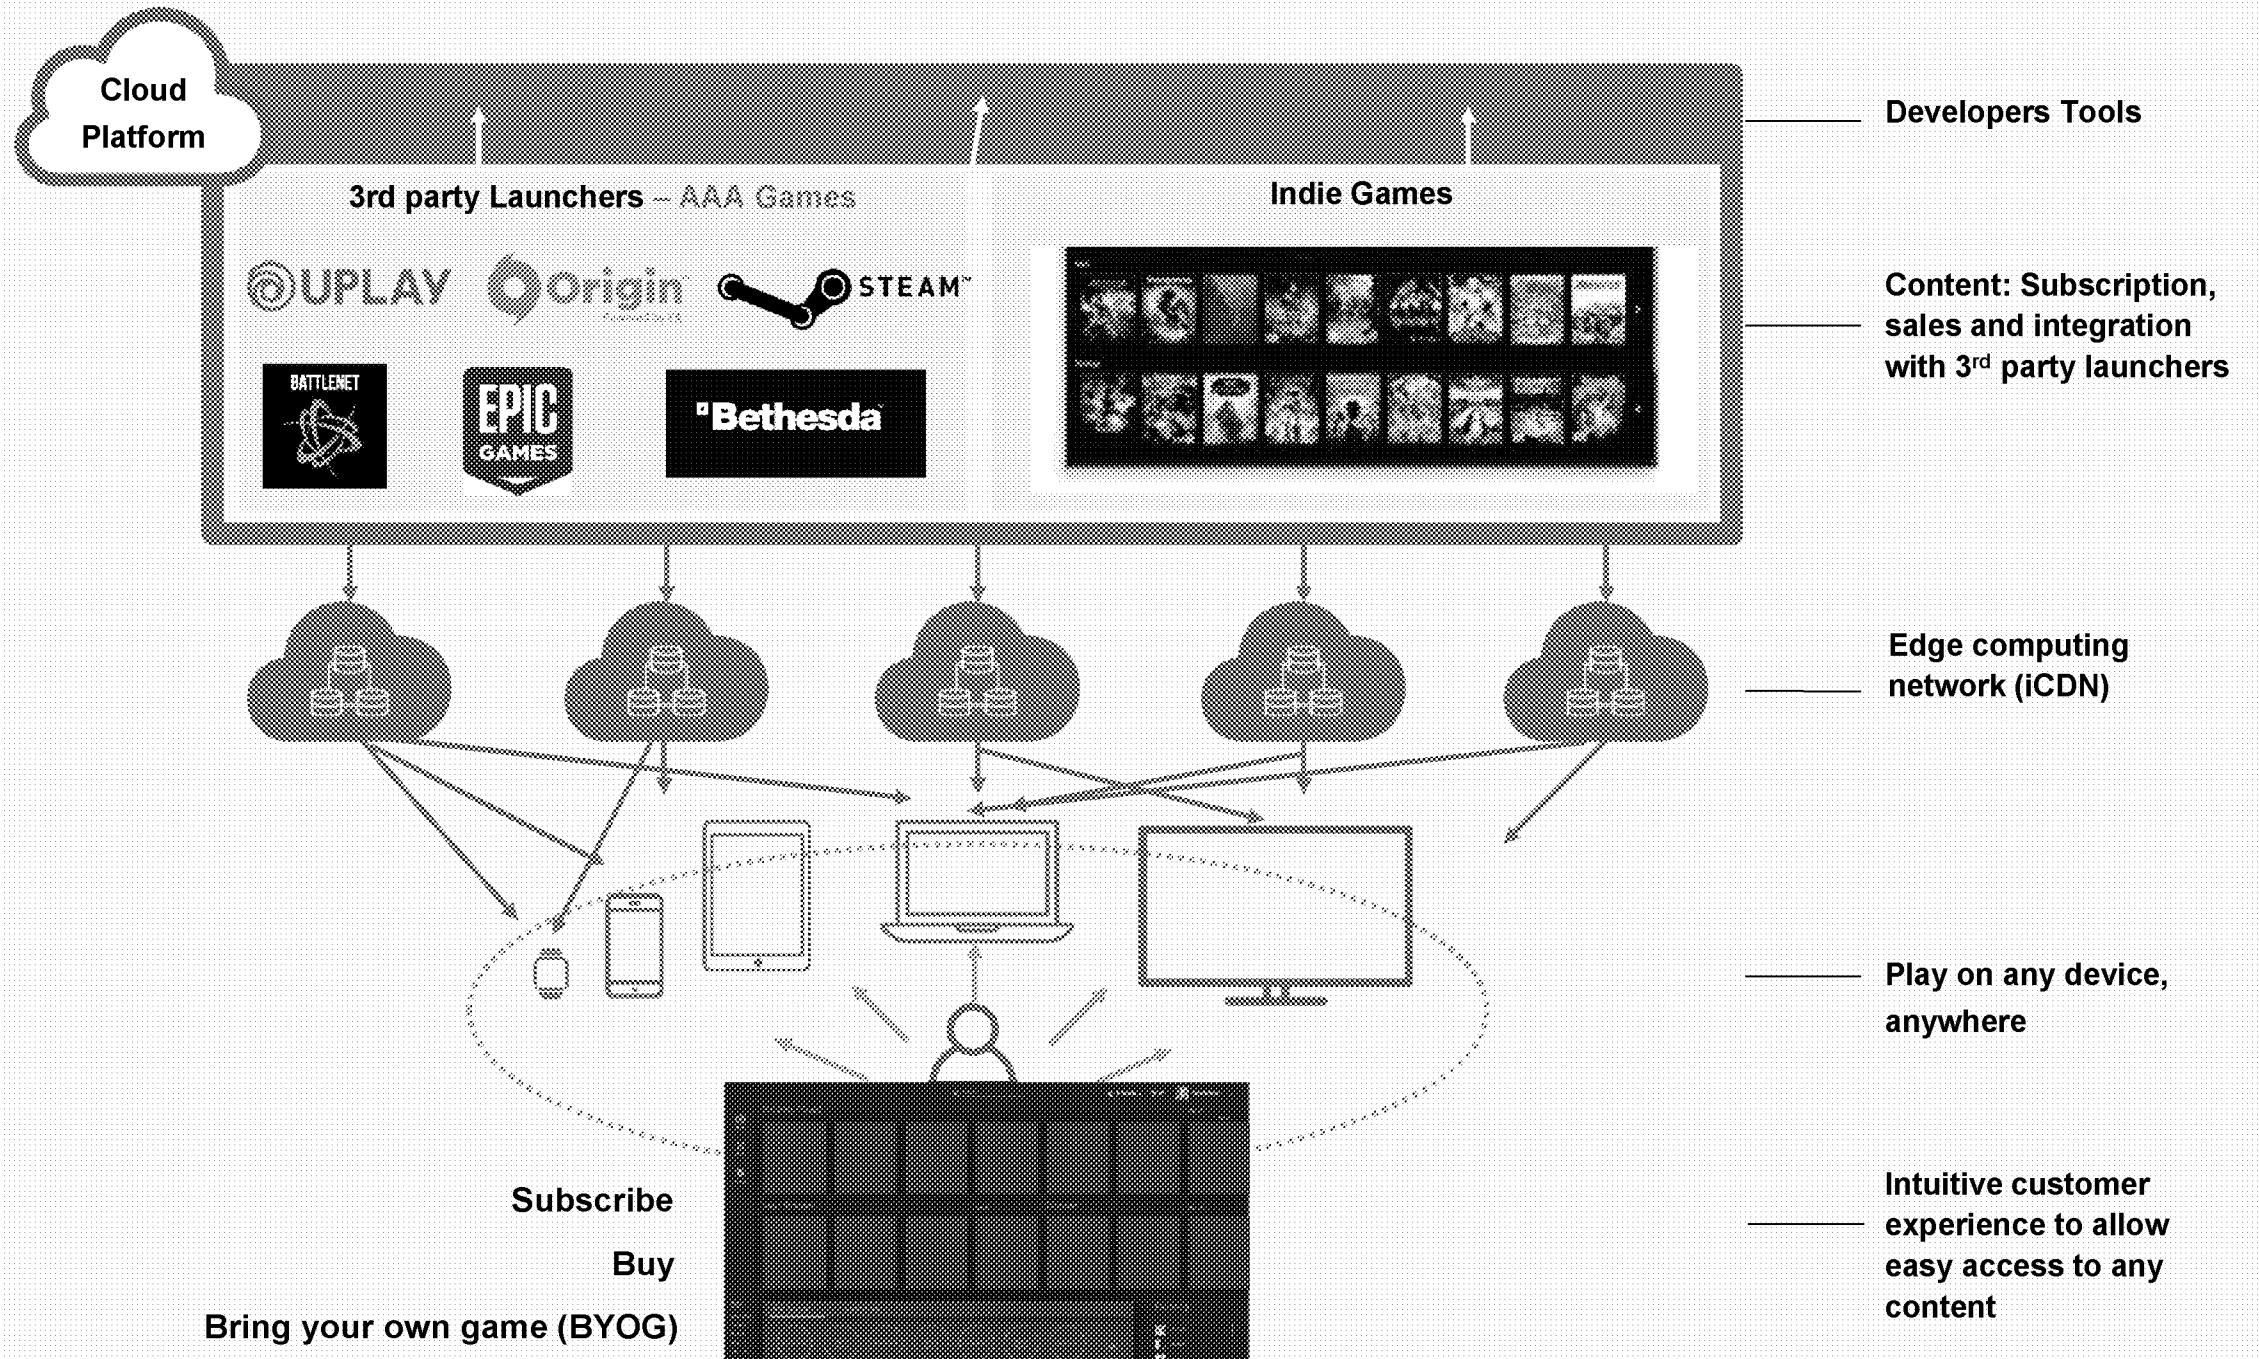 Cloud
Platform
Developers Tools
3rd party Launchers – AAA Games
Indie Games
UPLAY
Origin
STEAM™
BATTLENET
EPIC
GAMES
Bethesda
Content: Subscription,
sales and integration
with 3rd party launchers
Edge computing
network (iCDN)
Play on any device,
anywhere
Subscribe
Buy
Bring your own game (BYOG)
Intuitive customer
experience to allow
easy access to any
content